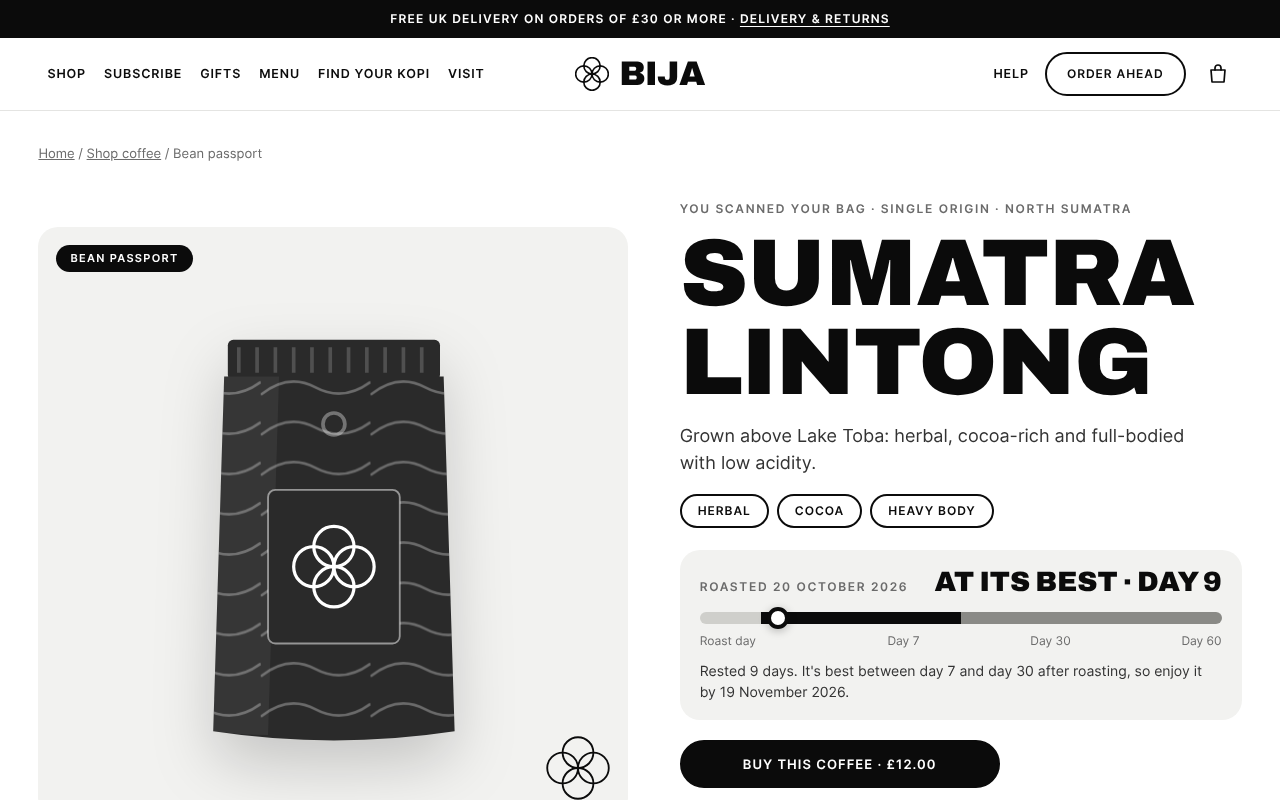 FREE UK DELIVERY ON ORDERS OF £30 OR MORE · DELIVERY & RETURNS
SHOP SUBSCRIBE GIFTS MENU FIND YOUR KOPI VISIT
BIJA
HELP
ORDER AHEAD
Home / Shop coffee / Bean passport
BEAN PASSPORT
YOU SCANNED YOUR BAG · SINGLE ORIGIN · NORTH SUMATRA
SUMATRA
LINTONG
Grown above Lake Toba: herbal, cocoa-rich and full-bodied
with low acidity.
HERBAL
COCOA
HEAVY BODY
ROASTED 20 OCTOBER 2026
AT ITS BEST · DAY 9
Roast day Day 7 Day 30 Day 60
Rested 9 days. It's best between day 7 and day 30 after roasting, so enjoy it
by 19 November 2026.
BUY THIS COFFEE · £12.00